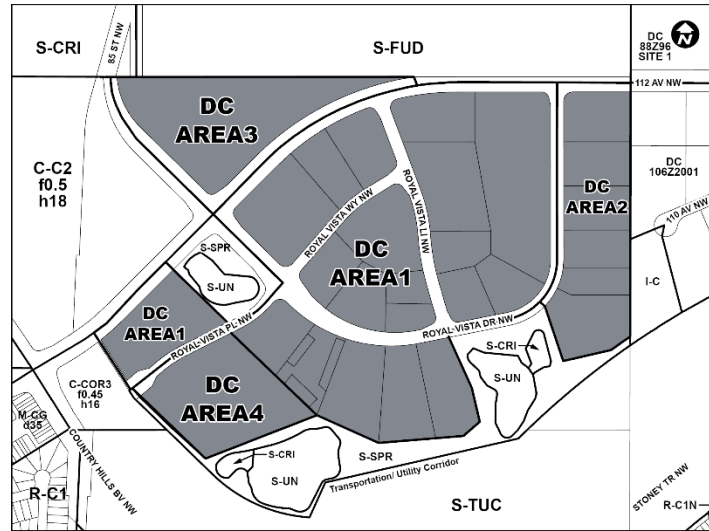 S-CRI
85 ST NW
S-FUD
DC
88Z96
SITE 1
N
112 AV NW
DC
AREA3
C-C2
f0.5
h18
DC
106Z2001
110 AV NW
DC
AREA2
ROYAL VISTA WY NW
ROYAL VISTA LI NW
DC
AREA1
S-SPR
S-UN
I-C
DC
AREA1
ROYAL VISTA PL NW
ROYAL VISTA DR NW
S-CRI
S-UN
C-COR3
f0.45
h16
DC
AREA4
M-CG
d35
COUNTRY HILLS BV NW
S-CRI
S-SPR
S-UN
Transportation/ Utility Corridor
R-C1
S-TUC
STONEY TR NW
R-C1N